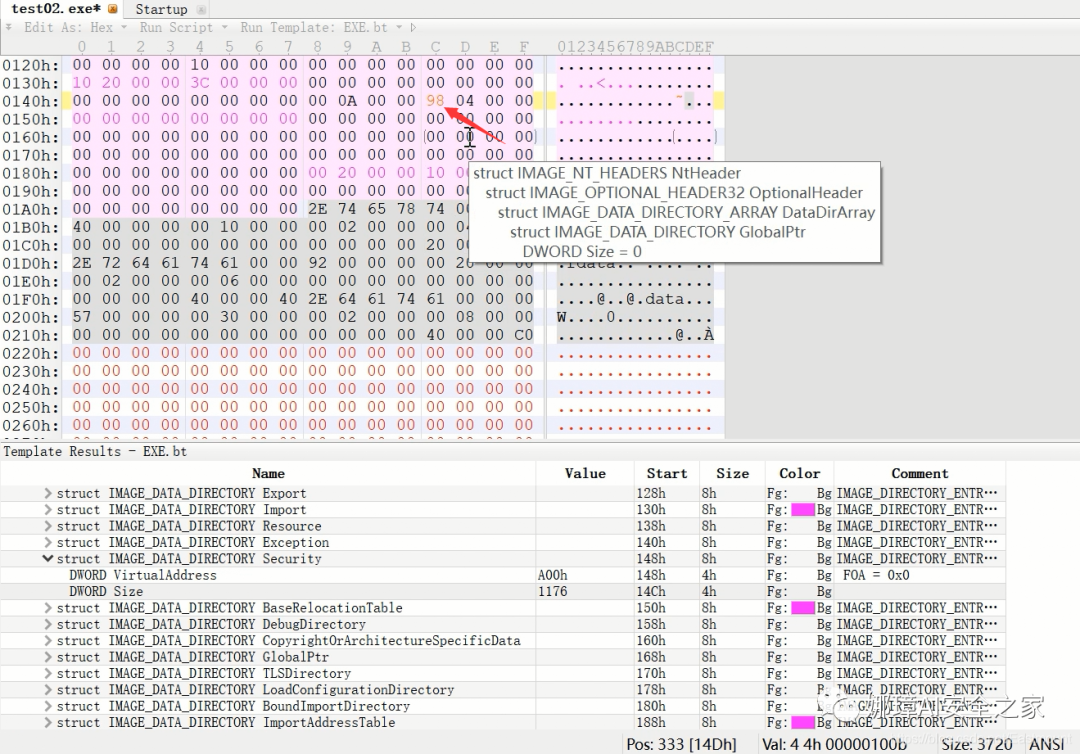 test02.exe* Startup
Edit As: Hex Run Script Run Template: EXE.bt
0 1 2 3 4 5 6 7 8 9 A B C D E F 0123456789ABCDEF
0120h: 00 00 00 00 10 00 00 00 00 00 00 00 00 00 00 00 ................
0130h: 10 20 00 00 3C 00 00 00 00 00 00 00 00 00 00 00 . ..<...........
0140h: 00 00 00 00 00 00 00 00 00 0A 00 00 98 04 00 00 ............˜...
0150h: 00 00 00 00 00 00 00 00 00 00 00 00 00 00 00 00 ................
0160h: 00 00 00 00 00 00 00 00 00 00 00 00 00 00 00 00
0170h: 00 00 00 00 00 00 00 00 00 00 00 00 00 00 00 00 ................
0180h: 00 00 00 00 00 00 00 00 00 20 00 00 10 0
0190h: 00 00 00 00 00 00 00 00 00 00 00 00 00
01A0h: 00 00 00 00 00 00 00 00 2E 74 65 78 74 00
01B0h: 40 00 00 00 00 10 00 00 00 02 00 00 00 04
01C0h: 00 00 00 00 00 00 00 00 00 00 00 00 20 00
01D0h: 2E 72 64 61 74 61 00 00 92 00 00 00 00 20 00 00 .rdata..
01E0h: 00 02 00 00 00 06 00 00 00 00 00 00 00 00 00 00 ................
01F0h: 00 00 00 00 40 00 00 40 2E 64 61 74 61 00 00 00 ....@..@.data...
0200h: 57 00 00 00 00 30 00 00 00 02 00 00 00 08 00 00 W....0..........
0210h: 00 00 00 00 00 00 00 00 00 00 00 00 40 00 00 C0 ............@..À
0220h: 00 00 00 00 00 00 00 00 00 00 00 00 00 00 00 00 ................
0230h: 00 00 00 00 00 00 00 00 00 00 00 00 00 00 00 00 ................
0240h: 00 00 00 00 00 00 00 00 00 00 00 00 00 00 00 00 ................
0250h: 00 00 00 00 00 00 00 00 00 00 00 00 00 00 00 00 ................
0260h: 00 00 00 00 00 00 00 00 00 00 00 00 00 00 00 00 ................
struct IMAGE_NT_HEADERS NtHeader
struct IMAGE_OPTIONAL_HEADER32 OptionalHeader
struct IMAGE_DATA_DIRECTORY_ARRAY DataDirArray
struct IMAGE_DATA_DIRECTORY GlobalPtr
DWORD Size = 0
Template Results - EXE.bt
Name Value Start Size Color Comment
struct IMAGE_DATA_DIRECTORY Export 128h 8h Fg: Bg IMAGE_DIRECTORY_ENTR⋯
struct IMAGE_DATA_DIRECTORY Import 130h 8h Fg: Bg IMAGE_DIRECTORY_ENTR⋯
struct IMAGE_DATA_DIRECTORY Resource 138h 8h Fg: Bg IMAGE_DIRECTORY_ENTR⋯
struct IMAGE_DATA_DIRECTORY Exception 140h 8h Fg: Bg IMAGE_DIRECTORY_ENTR⋯
struct IMAGE_DATA_DIRECTORY Security 148h 8h Fg: Bg IMAGE_DIRECTORY_ENTR⋯
DWORD VirtualAddress A00h 148h 4h Fg: Bg FOA = 0x0
DWORD Size 1176 14Ch 4h Fg: Bg
struct IMAGE_DATA_DIRECTORY BaseRelocationTable 150h 8h Fg: Bg IMAGE_DIRECTORY_ENTR⋯
struct IMAGE_DATA_DIRECTORY DebugDirectory 158h 8h Fg: Bg IMAGE_DIRECTORY_ENTR⋯
struct IMAGE_DATA_DIRECTORY CopyrightOrArchitectureSpecificData 160h 8h Fg: Bg IMAGE_DIRECTORY_ENTR⋯
struct IMAGE_DATA_DIRECTORY GlobalPtr 168h 8h Fg: Bg IMAGE_DIRECTORY_ENTR⋯
struct IMAGE_DATA_DIRECTORY TLSDirectory 170h 8h Fg: Bg IMAGE_DIRECTORY_ENTR⋯
struct IMAGE_DATA_DIRECTORY LoadConfigurationDirectory 178h 8h Fg: IMAGE_DIRECTORY_ENTR⋯
struct IMAGE_DATA_DIRECTORY BoundImportDirectory 180h 8h Fg: IMAGE_DIRECTORY_ENTR⋯
struct IMAGE_DATA_DIRECTORY ImportAddressTable 188h 8h Fg: Bg IMAGE_DIRECTORY_ENTR⋯
娜璋AI安全之家
Pos: 333 [14Dh] Val: 4 4h 00000100b Size: 3720 ANSI